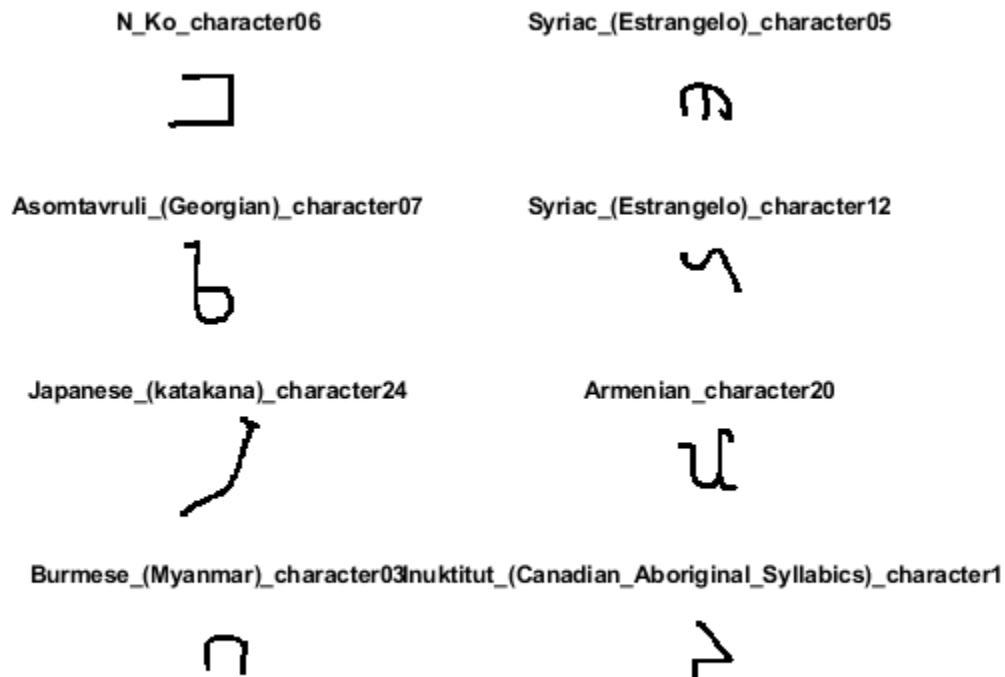 N_Ko_character06 Syriac_(Estrangelo)_character05
Asomtavruli_(Georgian)_character07 Syriac_(Estrangelo)_character12
Japanese_(katakana)_character24 Armenian_character20
Burmese_(Myanmar)_character03 Inuktitut_(Canadian_Aboriginal_Syllabics)_character1